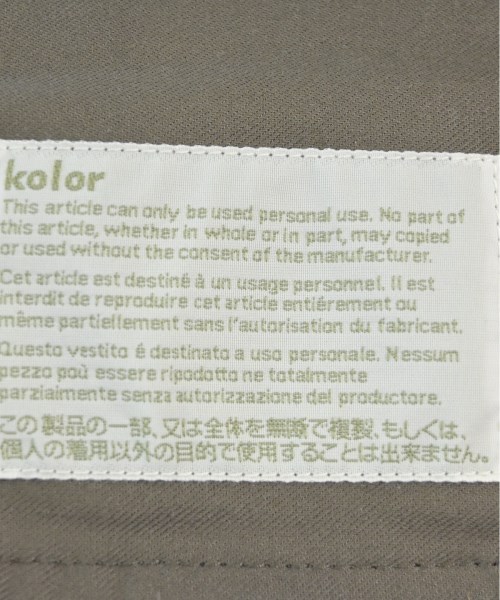 kolor
This article can only be used personal use. No part of
this article, whether in whole or in part, may copied
or used without the consent of the manufacturer.
Cet article est destiné à un usage personnel. Il est
interdit de reproduire cet article entiérement ou
même partiellement sans l'autorisation du fabricant.
Questo vestito é destinato a uso personale. Nessum
pezzo poù essere ripodotto ne totalmente
parziaimente senza autorizzazione del productore.
この製品の一部、又は全体を無断で複製、もしくは、
個人の着用以外の目的で使用することは出来ません。